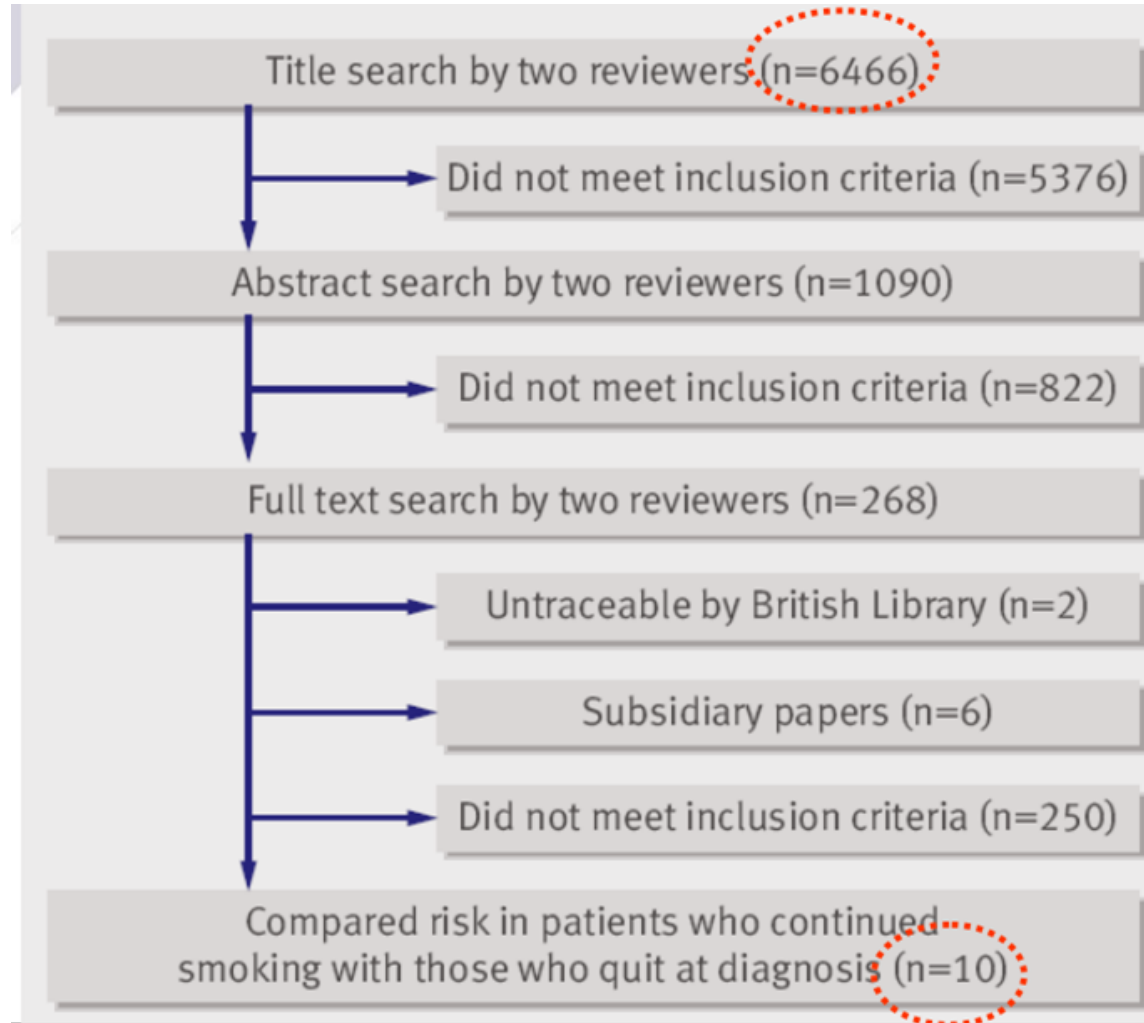 Title search by two reviewers (n=6466)
Did not meet inclusion criteria (n=5376)
Abstract search by two reviewers (n=1090)
Did not meet inclusion criteria (n=822)
Full text search by two reviewers (n=268)
Untraceable by British Library (n=2)
Subsidiary papers (n=6)
Did not meet inclusion criteria (n=250)
Compared risk in patients who continued
smoking with those who quit at diagnosis (n=10)